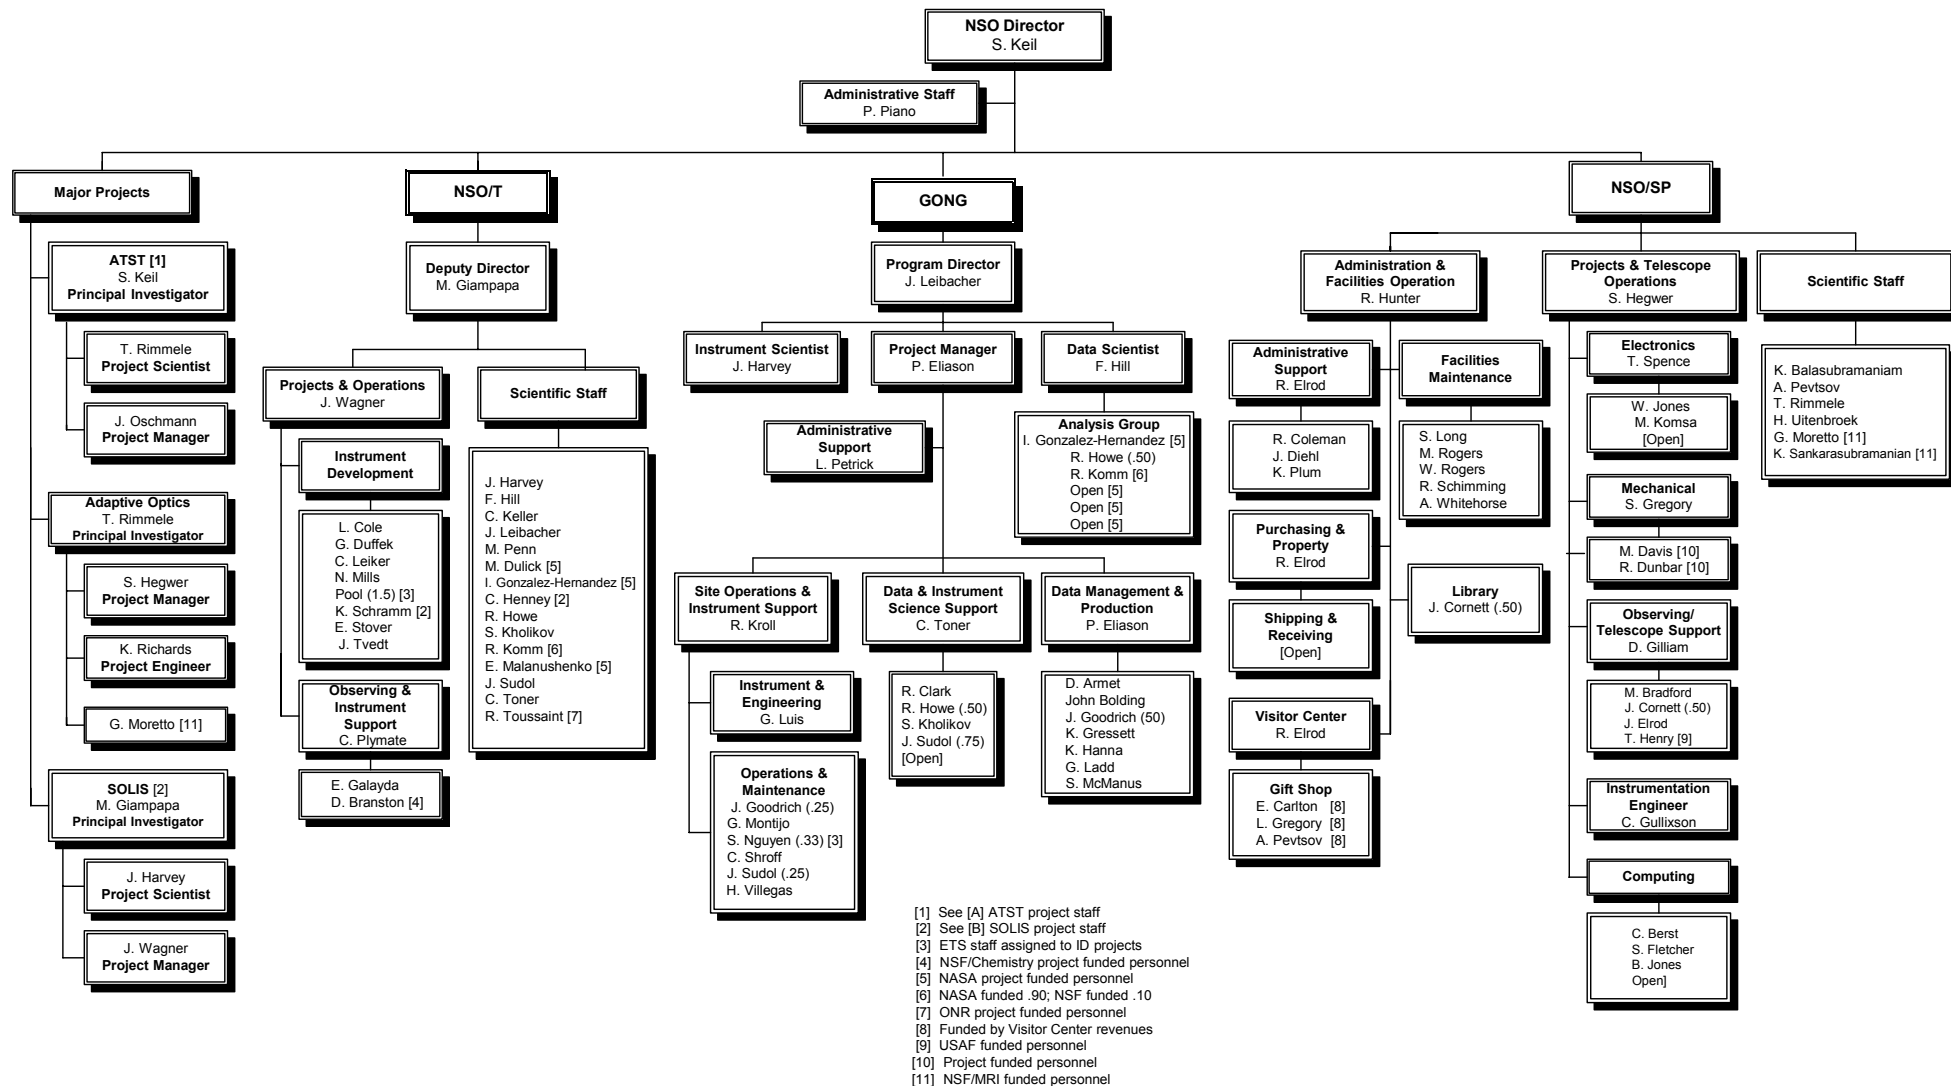 NSO Director
S. Keil
Administrative Staff
P. Piano
Major Projects
ATST [1]
S. Keil
Principal Investigator
T. Rimmele
Project Scientist
J. Oschmann
Project Manager
Adaptive Optics
T. Rimmele
Principal Investigator
S. Hegwer
Project Manager
K. Richards
Project Engineer
G. Moretto [11]
SOLIS [2]
M. Giampapa
Principal Investigator
J. Harvey
Project Scientist
J. Wagner
Project Manager
NSO/T
Deputy Director
M. Giampapa
Projects & Operations
J. Wagner
Instrument
Development
L. Cole
G. Duffek
C. Leiker
N. Mills
Pool (1.5) [3]
K. Schramm [2]
E. Stover
J. Tvedt
Observing &
Instrument
Support
C. Plymate
E. Galayda
D. Branston [4]
Scientific Staff
J. Harvey
F. Hill
C. Keller
J. Leibacher
M. Penn
M. Dulick [5]
I. Gonzalez-Hernandez [5]
C. Henney [2]
R. Howe
S. Kholikov
R. Komm [6]
E. Malanushenko [5]
J. Sudol
C. Toner
R. Toussaint [7]
GONG
Program Director
J. Leibacher
Instrument Scientist
J. Harvey
Project Manager
P. Eliason
Data Scientist
F. Hill
Administrative
Support
L. Petrick
Analysis Group
I. Gonzalez-Hernandez [5]
R. Howe (.50)
R. Komm [6]
Open [5]
Open [5]
Open [5]
Site Operations &
Instrument Support
R. Kroll
Instrument &
Engineering
G. Luis
Operations &
Maintenance
J. Goodrich (.25)
G. Montijo
S. Nguyen (.33) [3]
C. Shroff
J. Sudol (.25)
H. Villegas
Data & Instrument
Science Support
C. Toner
R. Clark
R. Howe (.50)
S. Kholikov
J. Sudol (.75)
[Open]
Data Management &
Production
P. Eliason
D. Armet
John Bolding
J. Goodrich (50)
K. Gressett
K. Hanna
G. Ladd
S. McManus
NSO/SP
Administration &
Facilities Operation
R. Hunter
Administrative
Support
R. Elrod
R. Coleman
J. Diehl
K. Plum
Purchasing &
Property
R. Elrod
Shipping &
Receiving
[Open]
Visitor Center
R. Elrod
Gift Shop
E. Carlton [8]
L. Gregory [8]
A. Pevtsov [8]
Facilities
Maintenance
S. Long
M. Rogers
W. Rogers
R. Schimming
A. Whitehorse
Library
J. Cornett (.50)
Projects & Telescope
Operations
S. Hegwer
Electronics
T. Spence
W. Jones
M. Komsa
[Open]
Mechanical
S. Gregory
M. Davis [10]
R. Dunbar [10]
Observing/
Telescope Support
D. Gilliam
M. Bradford
J. Cornett (.50)
J. Elrod
T. Henry [9]
Instrumentation
Engineer
C. Gullixson
Computing
C. Berst
S. Fletcher
B. Jones
Open]
Scientific Staff
K. Balasubramaniam
A. Pevtsov
T. Rimmele
H. Uitenbroek
G. Moretto [11]
K. Sankarasubramanian [11]
[1] See [A] ATST project staff
[2] See [B] SOLIS project staff
[3] ETS staff assigned to ID projects
[4] NSF/Chemistry project funded personnel
[5] NASA project funded personnel
[6] NASA funded .90; NSF funded .10
[7] ONR project funded personnel
[8] Funded by Visitor Center revenues
[9] USAF funded personnel
[10] Project funded personnel
[11] NSF/MRI funded personnel